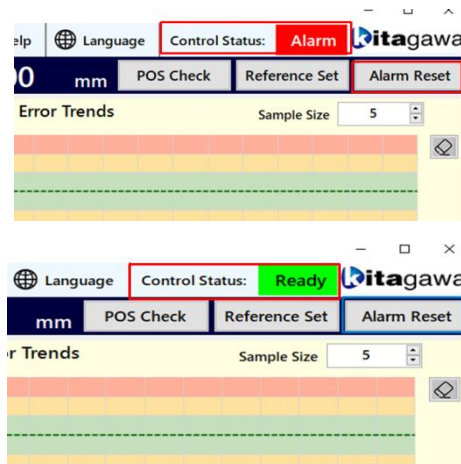 elp Language Control Status: Alarm kitagawa
00 mm POS Check Reference Set Alarm Reset
Error Trends Sample Size 5
Language Control Status: Ready kitagawa
mm POS Check Reference Set Alarm Reset
r Trends Sample Size 5